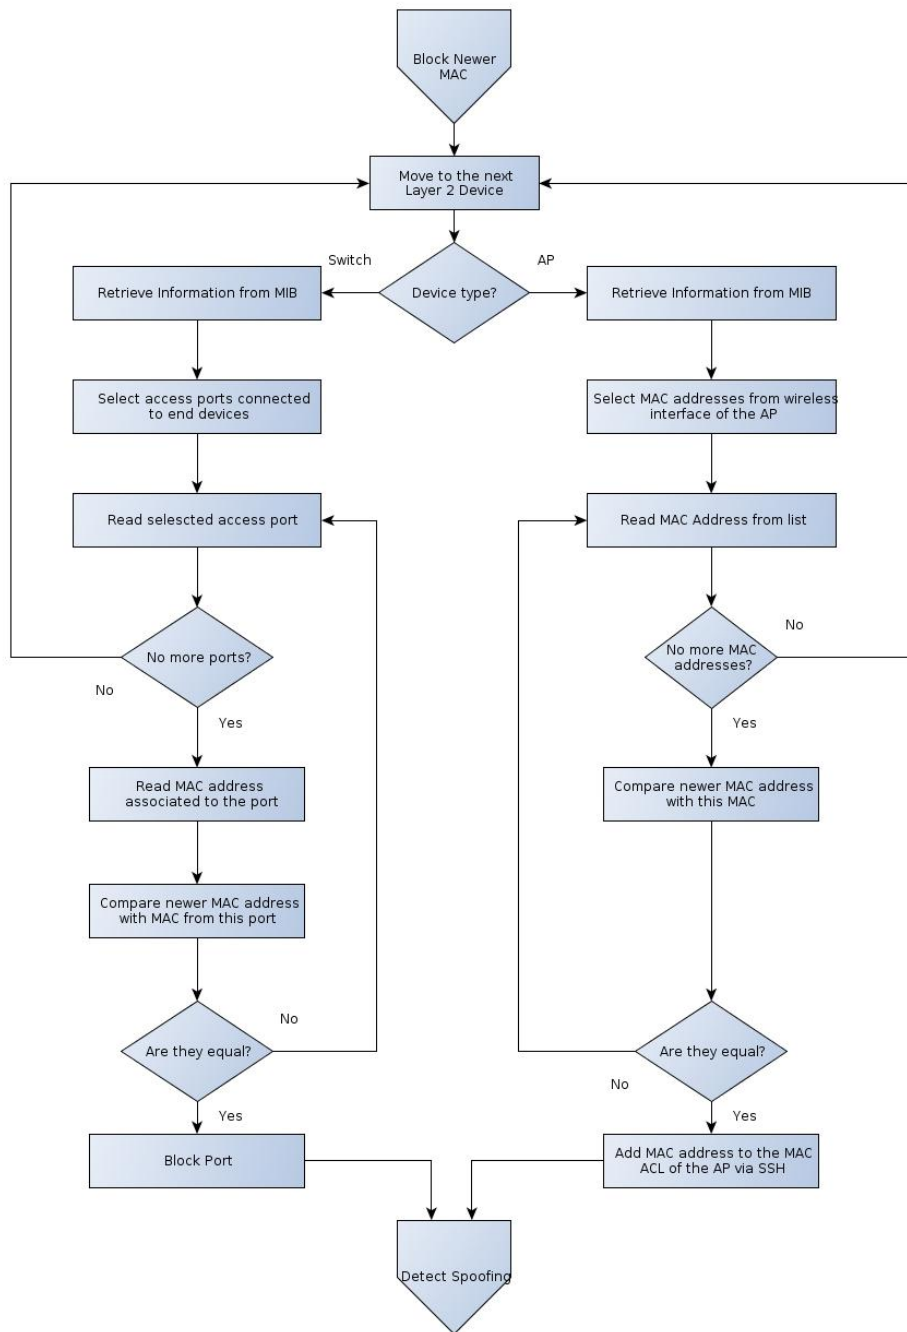 Block Newer
MAC
Move to the next
Layer 2 Device
Switch
AP
Device type?
Retrieve Information from MIB
Retrieve Information from MIB
Select access ports connected
to end devices
Select MAC addresses from wireless
interface of the AP
Read selescted access port
Read MAC Address from list
No more ports?
No
Yes
No more MAC
addresses?
No
Yes
Read MAC address
associated to the port
Compare newer MAC address
with this MAC
Compare newer MAC address
with MAC from this port
Are they equal?
No
Yes
Are they equal?
No
Yes
Block Port
Add MAC address to the MAC
ACL of the AP via SSH
Detect Spoofing